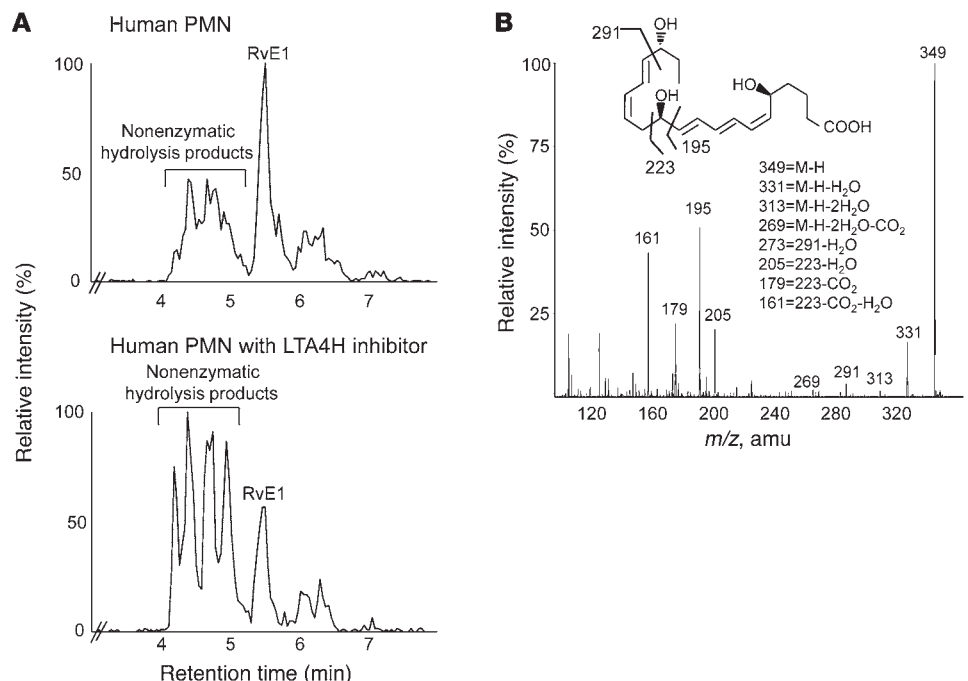 A
Human PMN
RvE1
100
Nonenzymatic
hydrolysis products
50
0
4 5 6 7
Human PMN with LTA4H inhibitor
Nonenzymatic
hydrolysis products
100
RvE1
50
0
4 5 6 7
Relative intensity (%)
Retention time (min)
B
OH
291
349
100
HO
OH
COOH
195
223
75
349=M-H
331=M-H-H₂O
313=M-H-2H₂O
269=M-H-2H₂O-CO₂
273=291-H₂O
205=223-H₂O
179=223-CO₂
161=223-CO₂-H₂O
195
50
161
179
205
25
331
269
291
313
120 160 200 240 280 320
Relative intensity (%)
m/z, amu